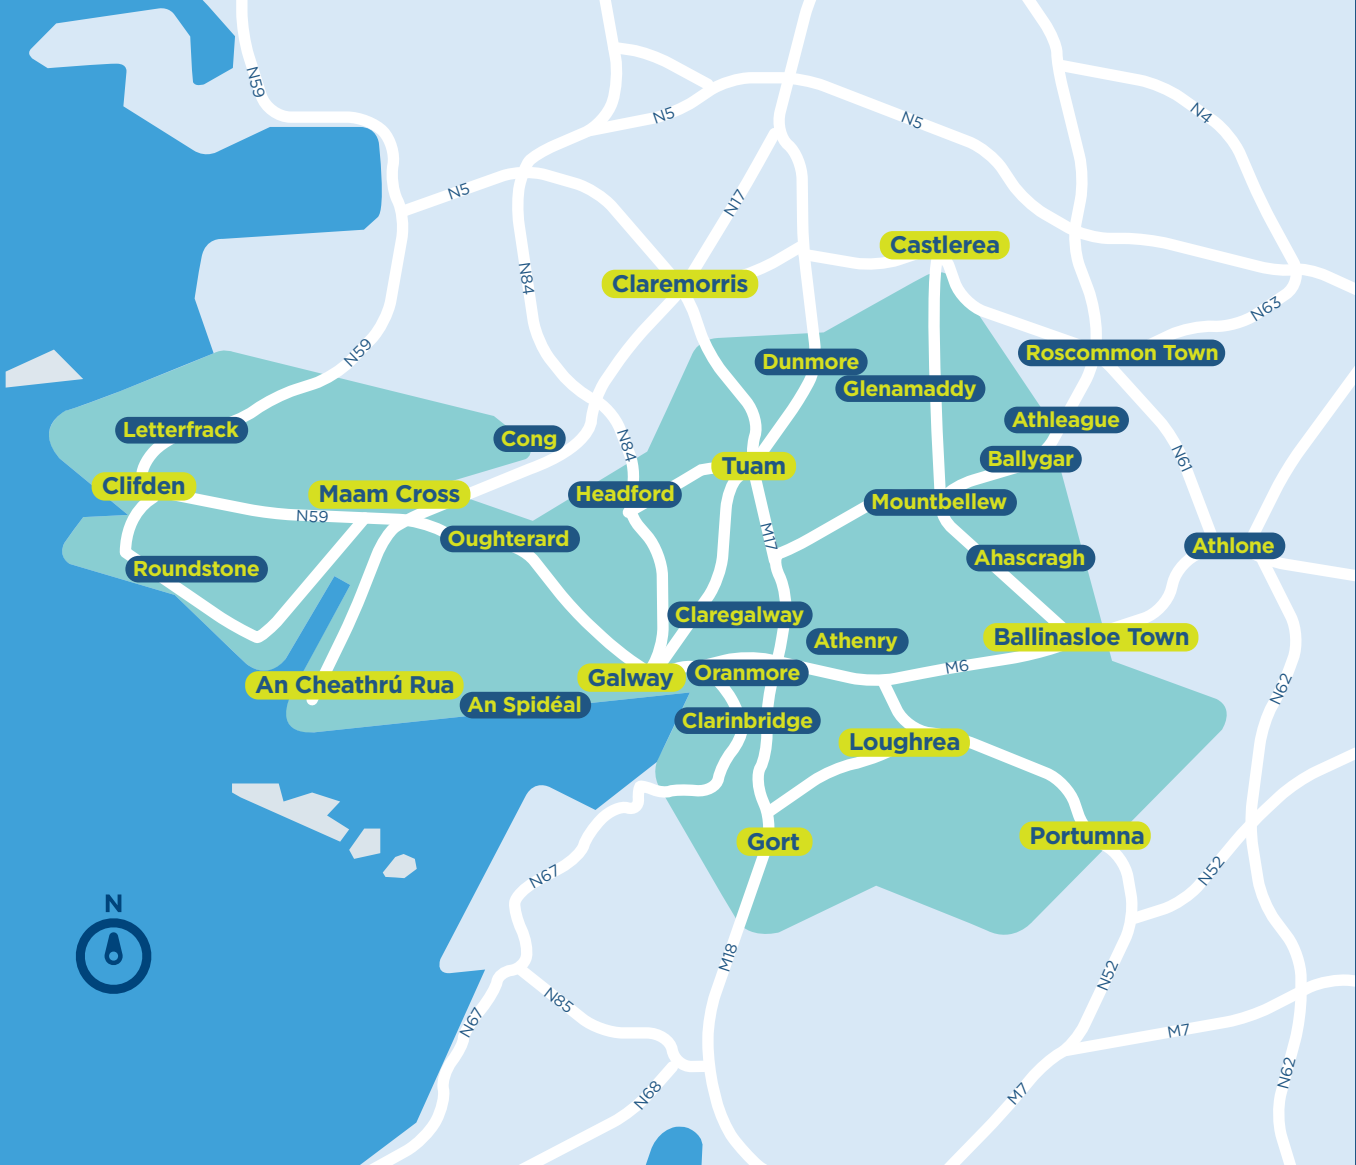 N59
N5
N5
N4
N5
N17
Castlerea
N84
Claremorris
N63
N59
Dunmore
Roscommon Town
Glenamaddy
Letterfrack
Athleague
Cong
N84
Ballygar
N61
Tuam
Clifden
Maam Cross
Headford
Mountbellew
N59
Oughterard
M17
Athlone
Ahascragh
Roundstone
Claregalway
Athenry
Ballinasloe Town
M6
Oranmore
Galway
An Cheathrú Rua
N62
An Spidéal
Clarinbridge
Loughrea
Portumna
Gort
N67
N52
N
M18
N52
N85
N67
M7
N62
N68
M7